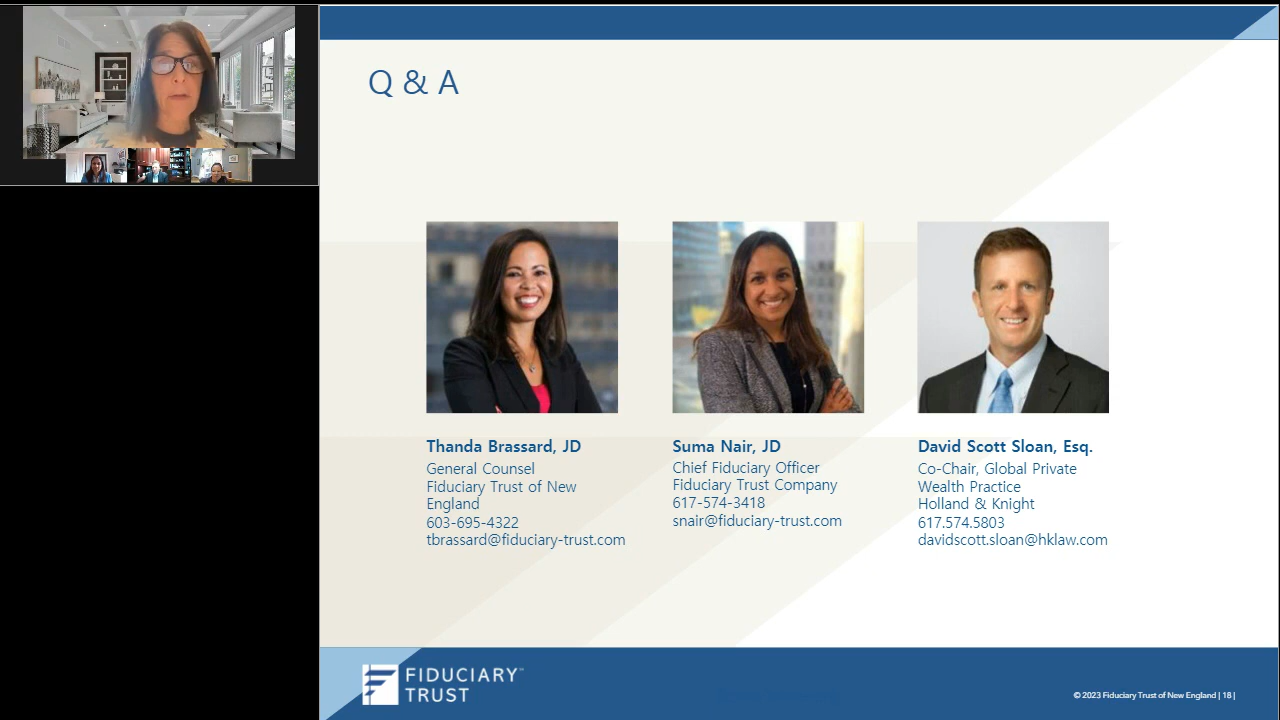 Q & A
Thanda Brassard, JD
General Counsel
Fiduciary Trust of New
England
603-695-4322
tbrassard@fiduciary-trust.com
Suma Nair, JD
Chief Fiduciary Officer
Fiduciary Trust Company
617-574-3418
snair@fiduciary-trust.com
David Scott Sloan, Esq.
Co-Chair, Global Private
Wealth Practice
Holland & Knight
617.574.5803
davidscott.sloan@hklaw.com
FIDUCIARY™
TRUST
© 2023 Fiduciary Trust of New England | 18 |